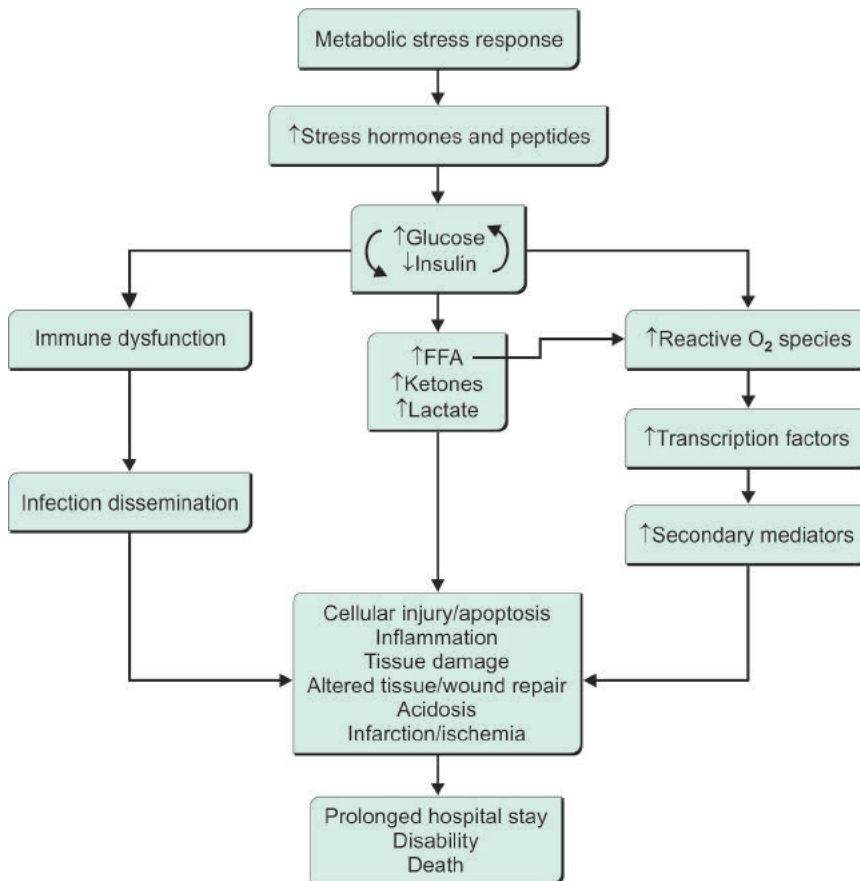 Metabolic stress response
↑Stress hormones and peptides
↑Glucose
↓Insulin
Immune dysfunction
↑FFA
↑Ketones
↑Lactate
↑Reactive O₂ species
↑Transcription factors
Infection dissemination
↑Secondary mediators
Cellular injury/apoptosis
Inflammation
Tissue damage
Altered tissue/wound repair
Acidosis
Infarction/ischemia
Prolonged hospital stay
Disability
Death